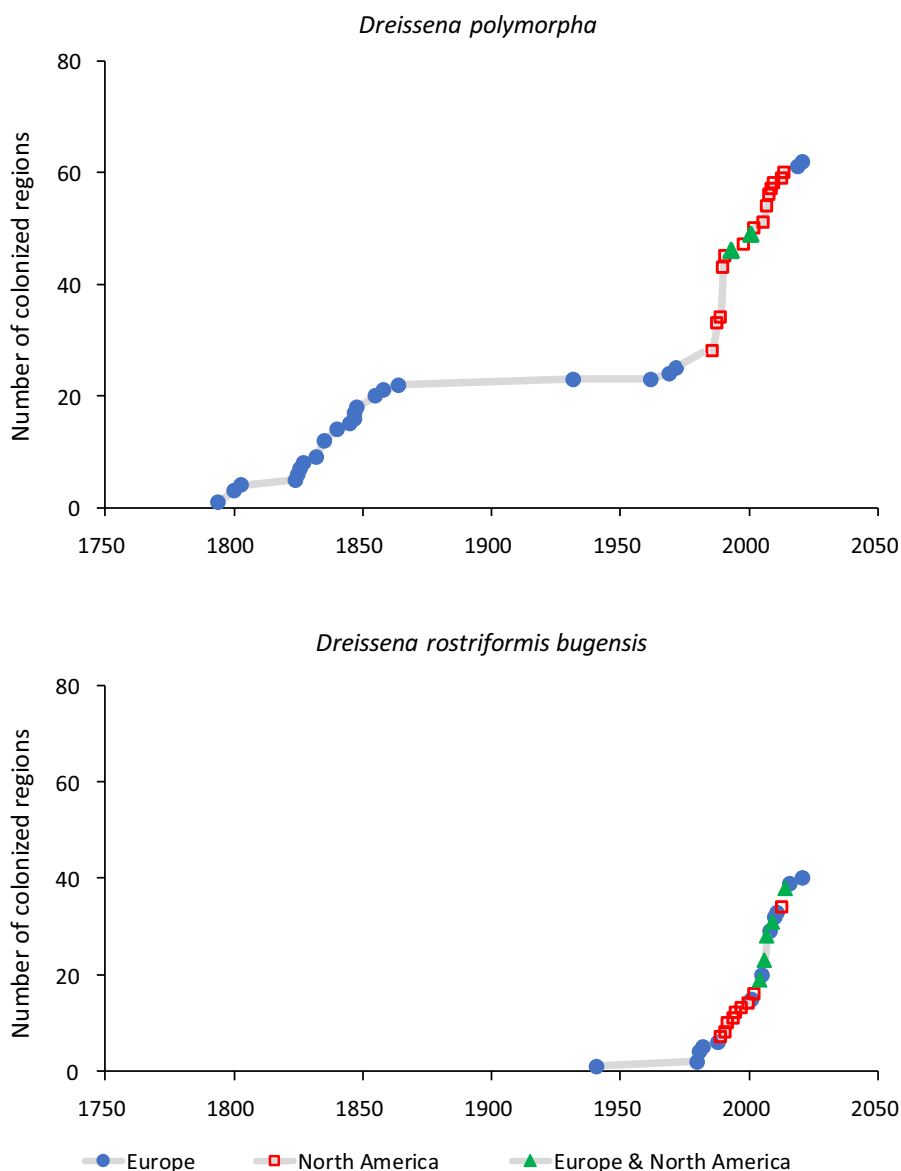 Dreissena polymorpha
Number of colonized regions
80
60
40
20
0
1750 1800 1850 1900 1950 2000 2050
Dreissena rostriformis bugensis
Number of colonized regions
80
60
40
20
0
1750 1800 1850 1900 1950 2000 2050
Europe North America Europe & North America